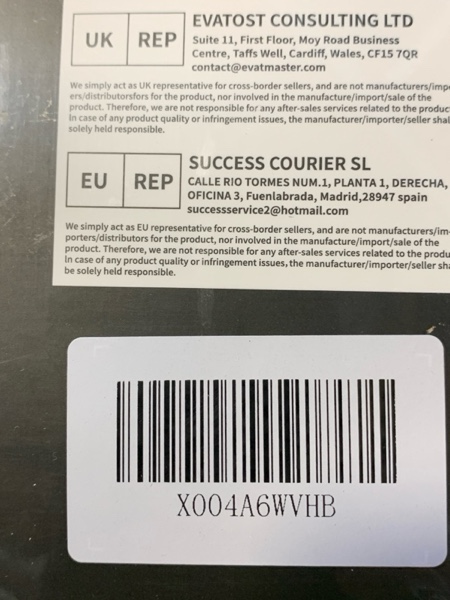 UK REP
EVATOST CONSULTING LTD
Suite 11, First Floor, Moy Road Business
Centre, Taffs Well, Cardiff, Wales, CF15 7QR
contact@evatmaster.com
We simply act as UK representative for cross-border sellers, and are not manufacturers/imp
ers/distributorsfors for the product, nor involved in the manufacture/import/sale of the
product. Therefore, we are not responsible for any after-sales services related to the produc
In case of any product quality or infringement issues, the manufacturer/importer/seller shal
solely held responsible.
EU REP
SUCCESS COURIER SL
CALLE RIO TORMES NUM.1, PLANTA 1, DERECHA,
OFICINA 3, Fuenlabrada, Madrid,28947 spain
successservice2@hotmail.com
We simply act as EU representative for cross-border sellers, and are not manufacturers/im
porters/distributors for the product, nor involved in the manufacture/import/sale of the
product. Therefore, we are not responsible for any after-sales services related to the produc
In case of any product quality or infringement issues, the manufacturer/importer/seller sha
be solely held responsible.
X004A6WVHB